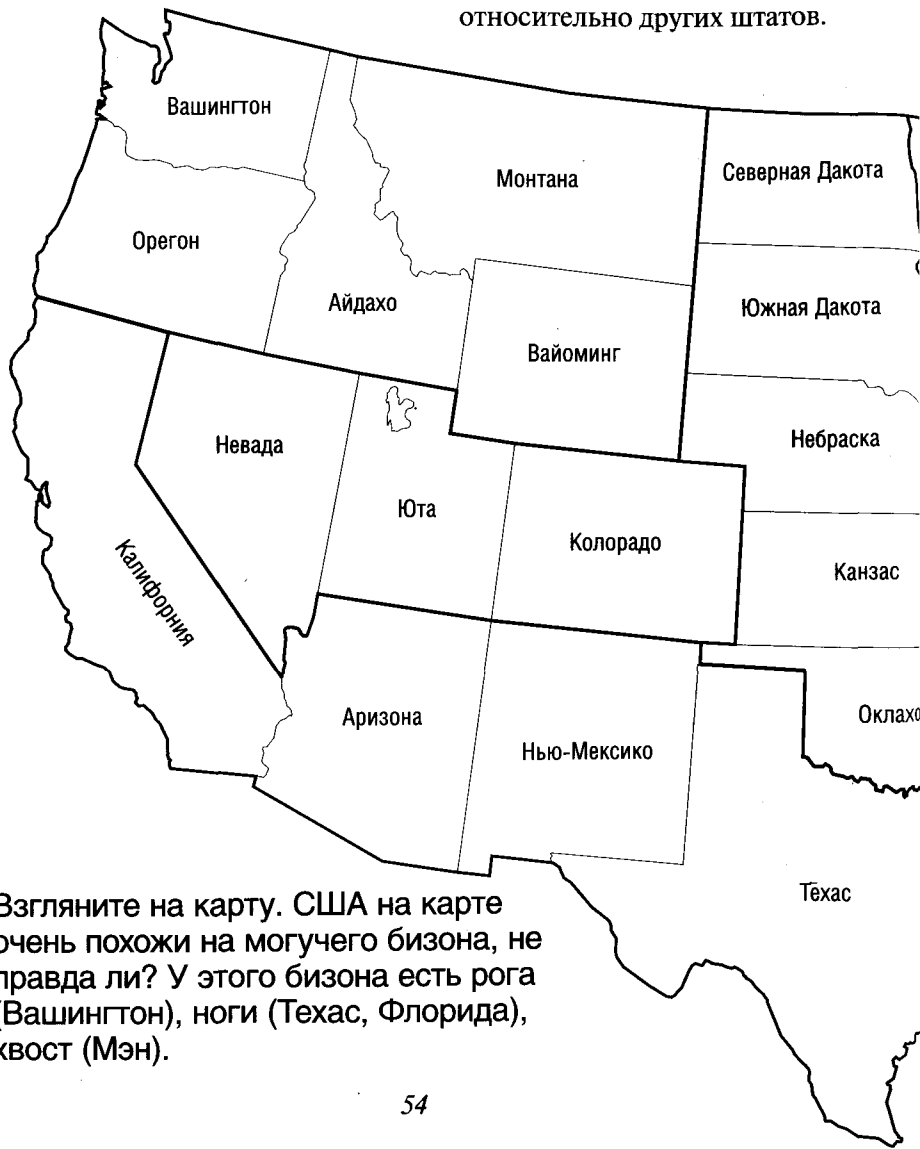 относительно других штатов.
Вашингтон
Монтана
Северная Дакота
Орегон
Айдахо
Южная Дакота
Вайоминг
Невада
Небраска
Юта
Колорадо
Канзас
Калифорния
Аризона
Оклахо
Нью-Мексико
Техас
Взгляните на карту. США на карте
очень похожи на могучего бизона, не
правда ли? У этого бизона есть рога
(Вашингтон), ноги (Техас, Флорида),
хвост (Мэн).
54